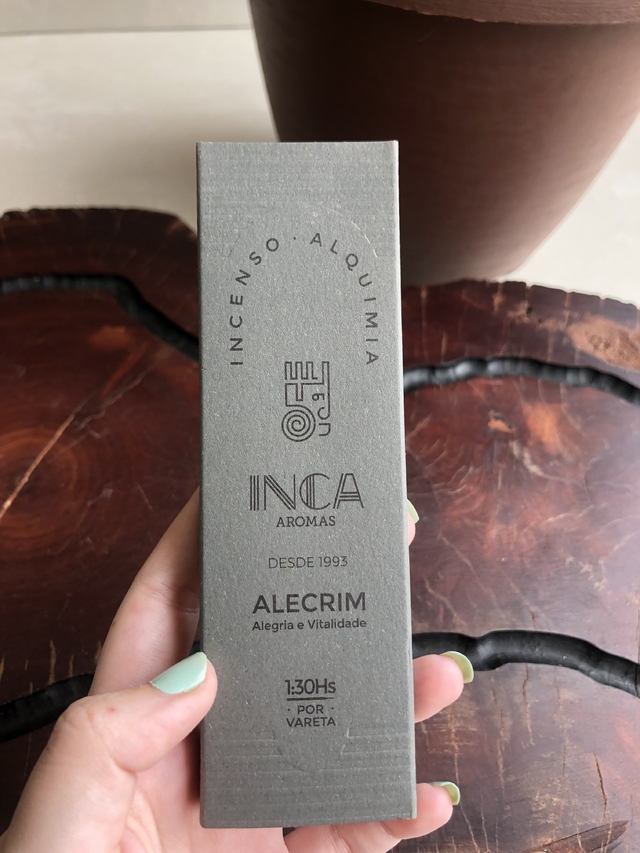 INCENSO · ALQUIMIA
INCA
AROMAS
DESDE 1993
ALECRIM
Alegria e Vitalidade
1:30Hs
· POR ·
VARETA